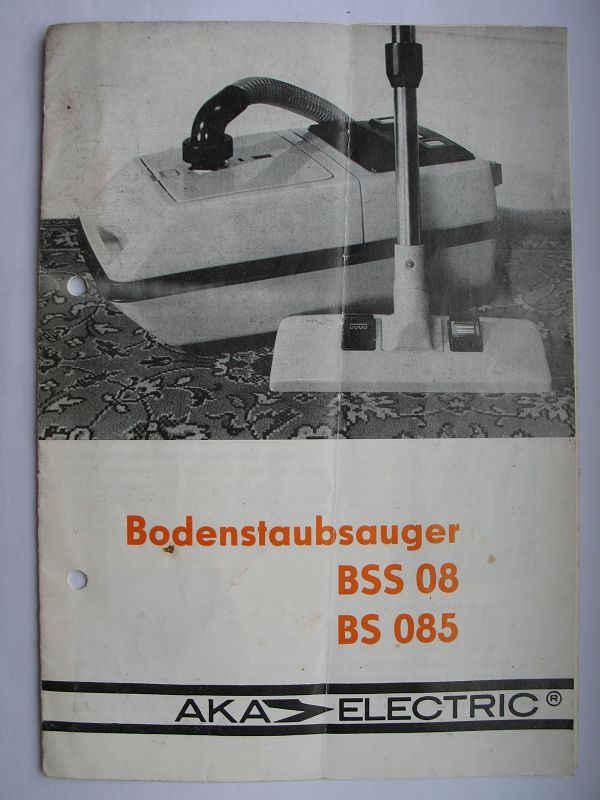 Bodenstaubsauger
BSS 08
BS 085
AKA ELECTRIC®